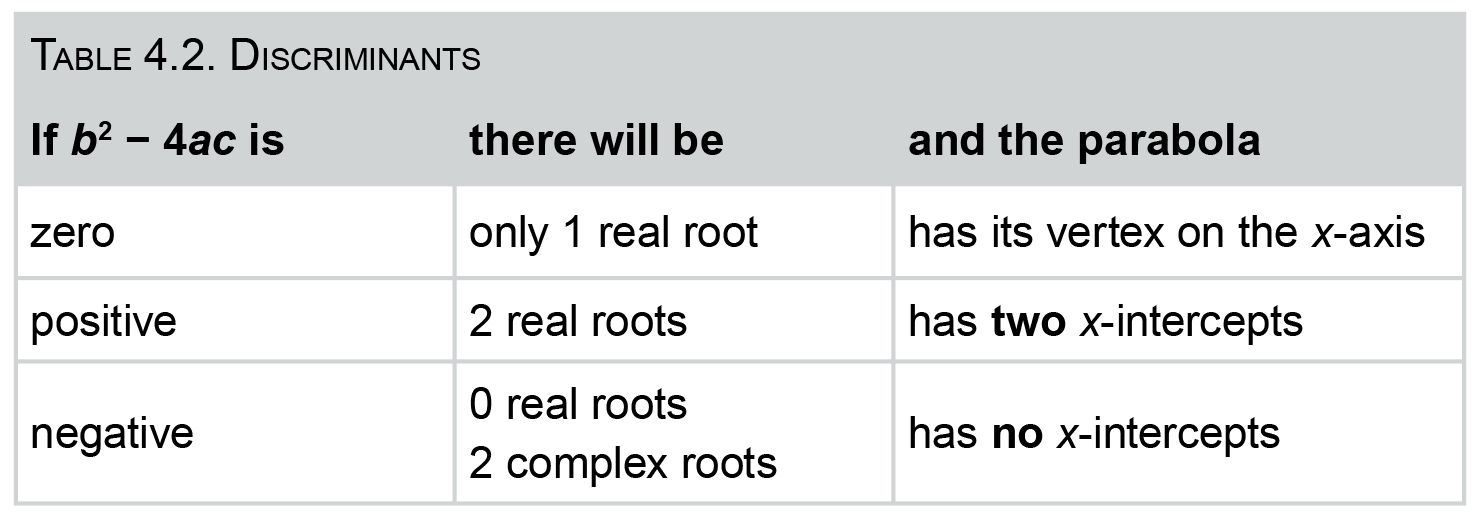 TABLE 4.2. DISCRIMINANTS
If b² − 4ac is there will be and the parabola
zero only 1 real root has its vertex on the x-axis
positive 2 real roots has two x-intercepts
negative 0 real roots
2 complex roots has no x-intercepts